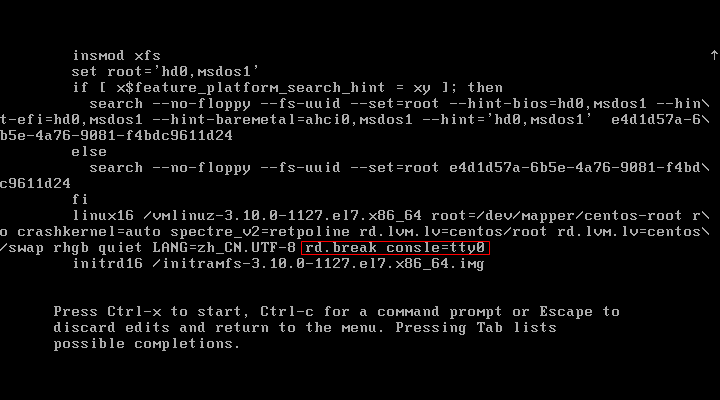 insmod xfs
set root='hd0,msdos1'
if [ x$feature_platform_search_hint = xy ]; then
search --no-floppy --fs-uuid --set=root --hint-bios=hd0,msdos1 --hin\
t-efi=hd0,msdos1 --hint-baremetal=ahci0,msdos1 --hint='hd0,msdos1'  e4d1d57a-6\
b5e-4a76-9081-f4bdc9611d24
else
search --no-floppy --fs-uuid --set=root e4d1d57a-6b5e-4a76-9081-f4bd\
c9611d24
fi
linux16 /vmlinuz-3.10.0-1127.el7.x86_64 root=/dev/mapper/centos-root r\
o crashkernel=auto spectre_v2=retpoline rd.lvm.lv=centos/root rd.lvm.lv=centos\
/swap rhgb quiet LANG=zh_CN.UTF-8 rd.break consle=tty0
initrd16 /initramfs-3.10.0-1127.el7.x86_64.img
Press Ctrl-x to start, Ctrl-c for a command prompt or Escape to
discard edits and return to the menu. Pressing Tab lists
possible completions.